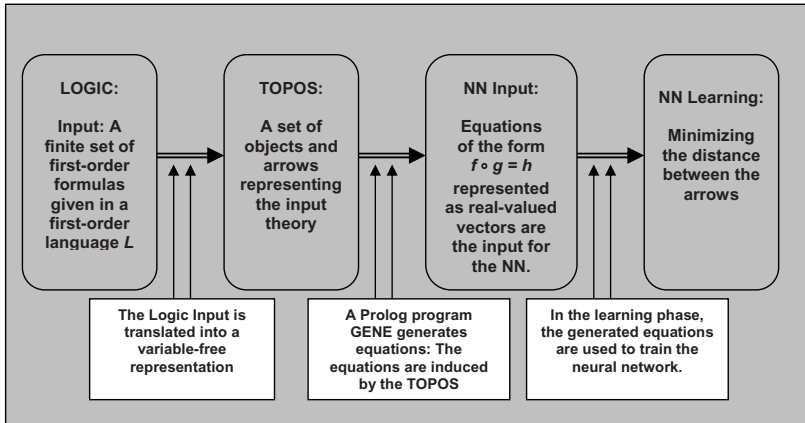 LOGIC:
Input: A
finite set of
first-order
formulas
given in a
first-order
language L
TOPOS:
A set of
objects and
arrows
representing
the input
theory
NN Input:
Equations
of the form
f ∘ g = h
represented
as real-valued
vectors are
the input for
the NN.
NN Learning:
Minimizing
the distance
between the
arrows
The Logic Input is
translated into a
variable-free
representation
A Prolog program
GENE generates
equations: The
equations are induced
by the TOPOS
In the learning phase,
the generated equations
are used to train the
neural network.